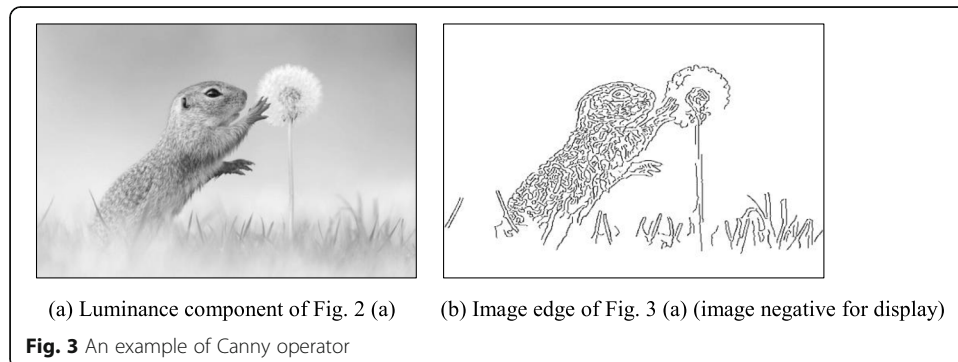 (a) Luminance component of Fig. 2 (a)
(b) Image edge of Fig. 3 (a) (image negative for display)
Fig. 3 An example of Canny operator